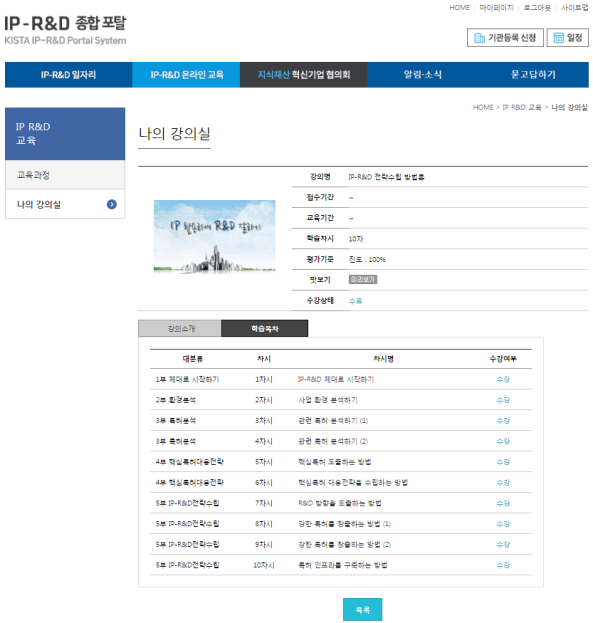 HOME | 마이페이지 | 로그아웃 | 사이트맵
IP-R&D 종합 포탈
KISTA IP-R&D Portal System
기관등록 신청 일정
IP-R&D 일자리 IP-R&D 온라인 교육 지식재산 혁신기업 협의회 알림·소식 묻고답하기
HOME > IP R&D 교육 > 나의 강의실
IP R&D
교육
교육과정
나의 강의실
나의 강의실
강의명 IP-R&D 전략수립 방법론
접수기간 ~
교육기간 ~
학습차시 10차
평가기준 진도 : 100%
맛보기 미리보기
수강상태 수료
IP 활용하여 R&D 잘하기
강의소개 학습목차
대분류 차시 차시명 수강여부
1부 제대로 시작하기 1차시 IP-R&D 제대로 시작하기 수강
2부 환경분석 2차시 사업 환경 분석하기 수강
3부 특허분석 3차시 관련 특허 분석하기 (1) 수강
3부 특허분석 4차시 관련 특허 분석하기 (2) 수강
4부 핵심특허대응전략 5차시 핵심특허 도출하는 방법 수강
4부 핵심특허대응전략 6차시 핵심특허 대응전략을 수립하는 방법 수강
5부 IP-R&D전략수립 7차시 R&D 방향을 도출하는 방법 수강
5부 IP-R&D전략수립 8차시 강한 특허를 창출하는 방법 (1) 수강
5부 IP-R&D전략수립 9차시 강한 특허를 창출하는 방법 (2) 수강
5부 IP-R&D전략수립 10차시 특허 인프라를 구축하는 방법 수강
목록